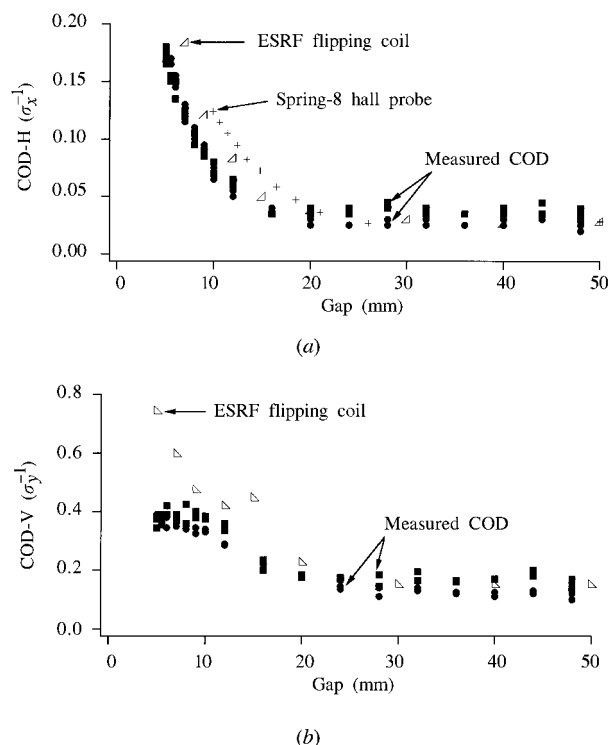 0.20
ESRF flipping coil
0.15
Spring-8 hall probe
COD-H (σx⁻¹)
0.10
Measured COD
0.05
0.00
0 10 20 30 40 50
Gap (mm)
(a)
0.8
ESRF flipping coil
0.6
COD-V (σy⁻¹)
0.4
Measured COD
0.2
0.0
0 10 20 30 40 50
Gap (mm)
(b)